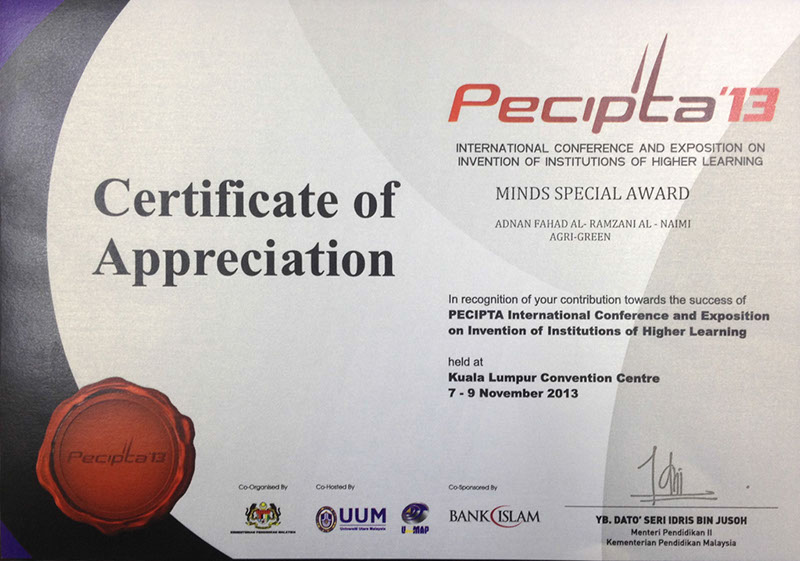 Pecipta'13
INTERNATIONAL CONFERENCE AND EXPOSITION ON
INVENTION OF INSTITUTIONS OF HIGHER LEARNING
MINDS SPECIAL AWARD
ADNAN FAHAD AL- RAMZANI AL - NAIMI
AGRI-GREEN
Certificate of
Appreciation
In recognition of your contribution towards the success of
PECIPTA International Conference and Exposition
on Invention of Institutions of Higher Learning
held at
Kuala Lumpur Convention Centre
7 - 9 November 2013
Pecipta'13
Co-Organised By
KEMENTERIAN PENDIDIKAN MALAYSIA
Co-Hosted By
UUM
Universiti Utara Malaysia
UniMAP
Co-Sponsored By
BANK ISLAM
YB. DATO' SERI IDRIS BIN JUSOH
Menteri Pendidikan II
Kementerian Pendidikan Malaysia